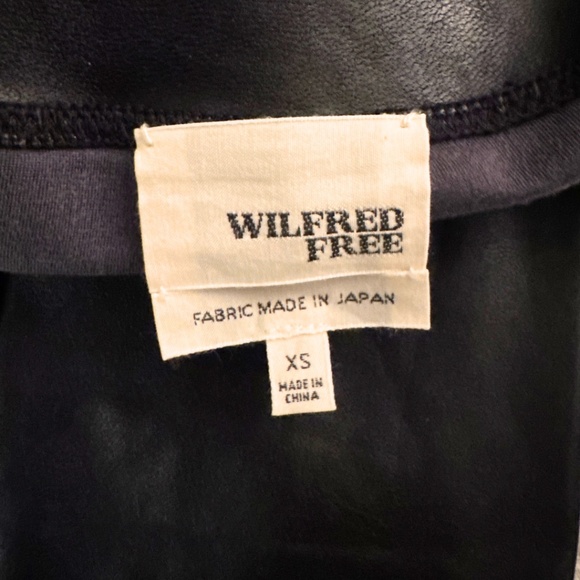 WILFRED
FREE
FABRIC MADE IN JAPAN
XS
MADE IN
CHINA